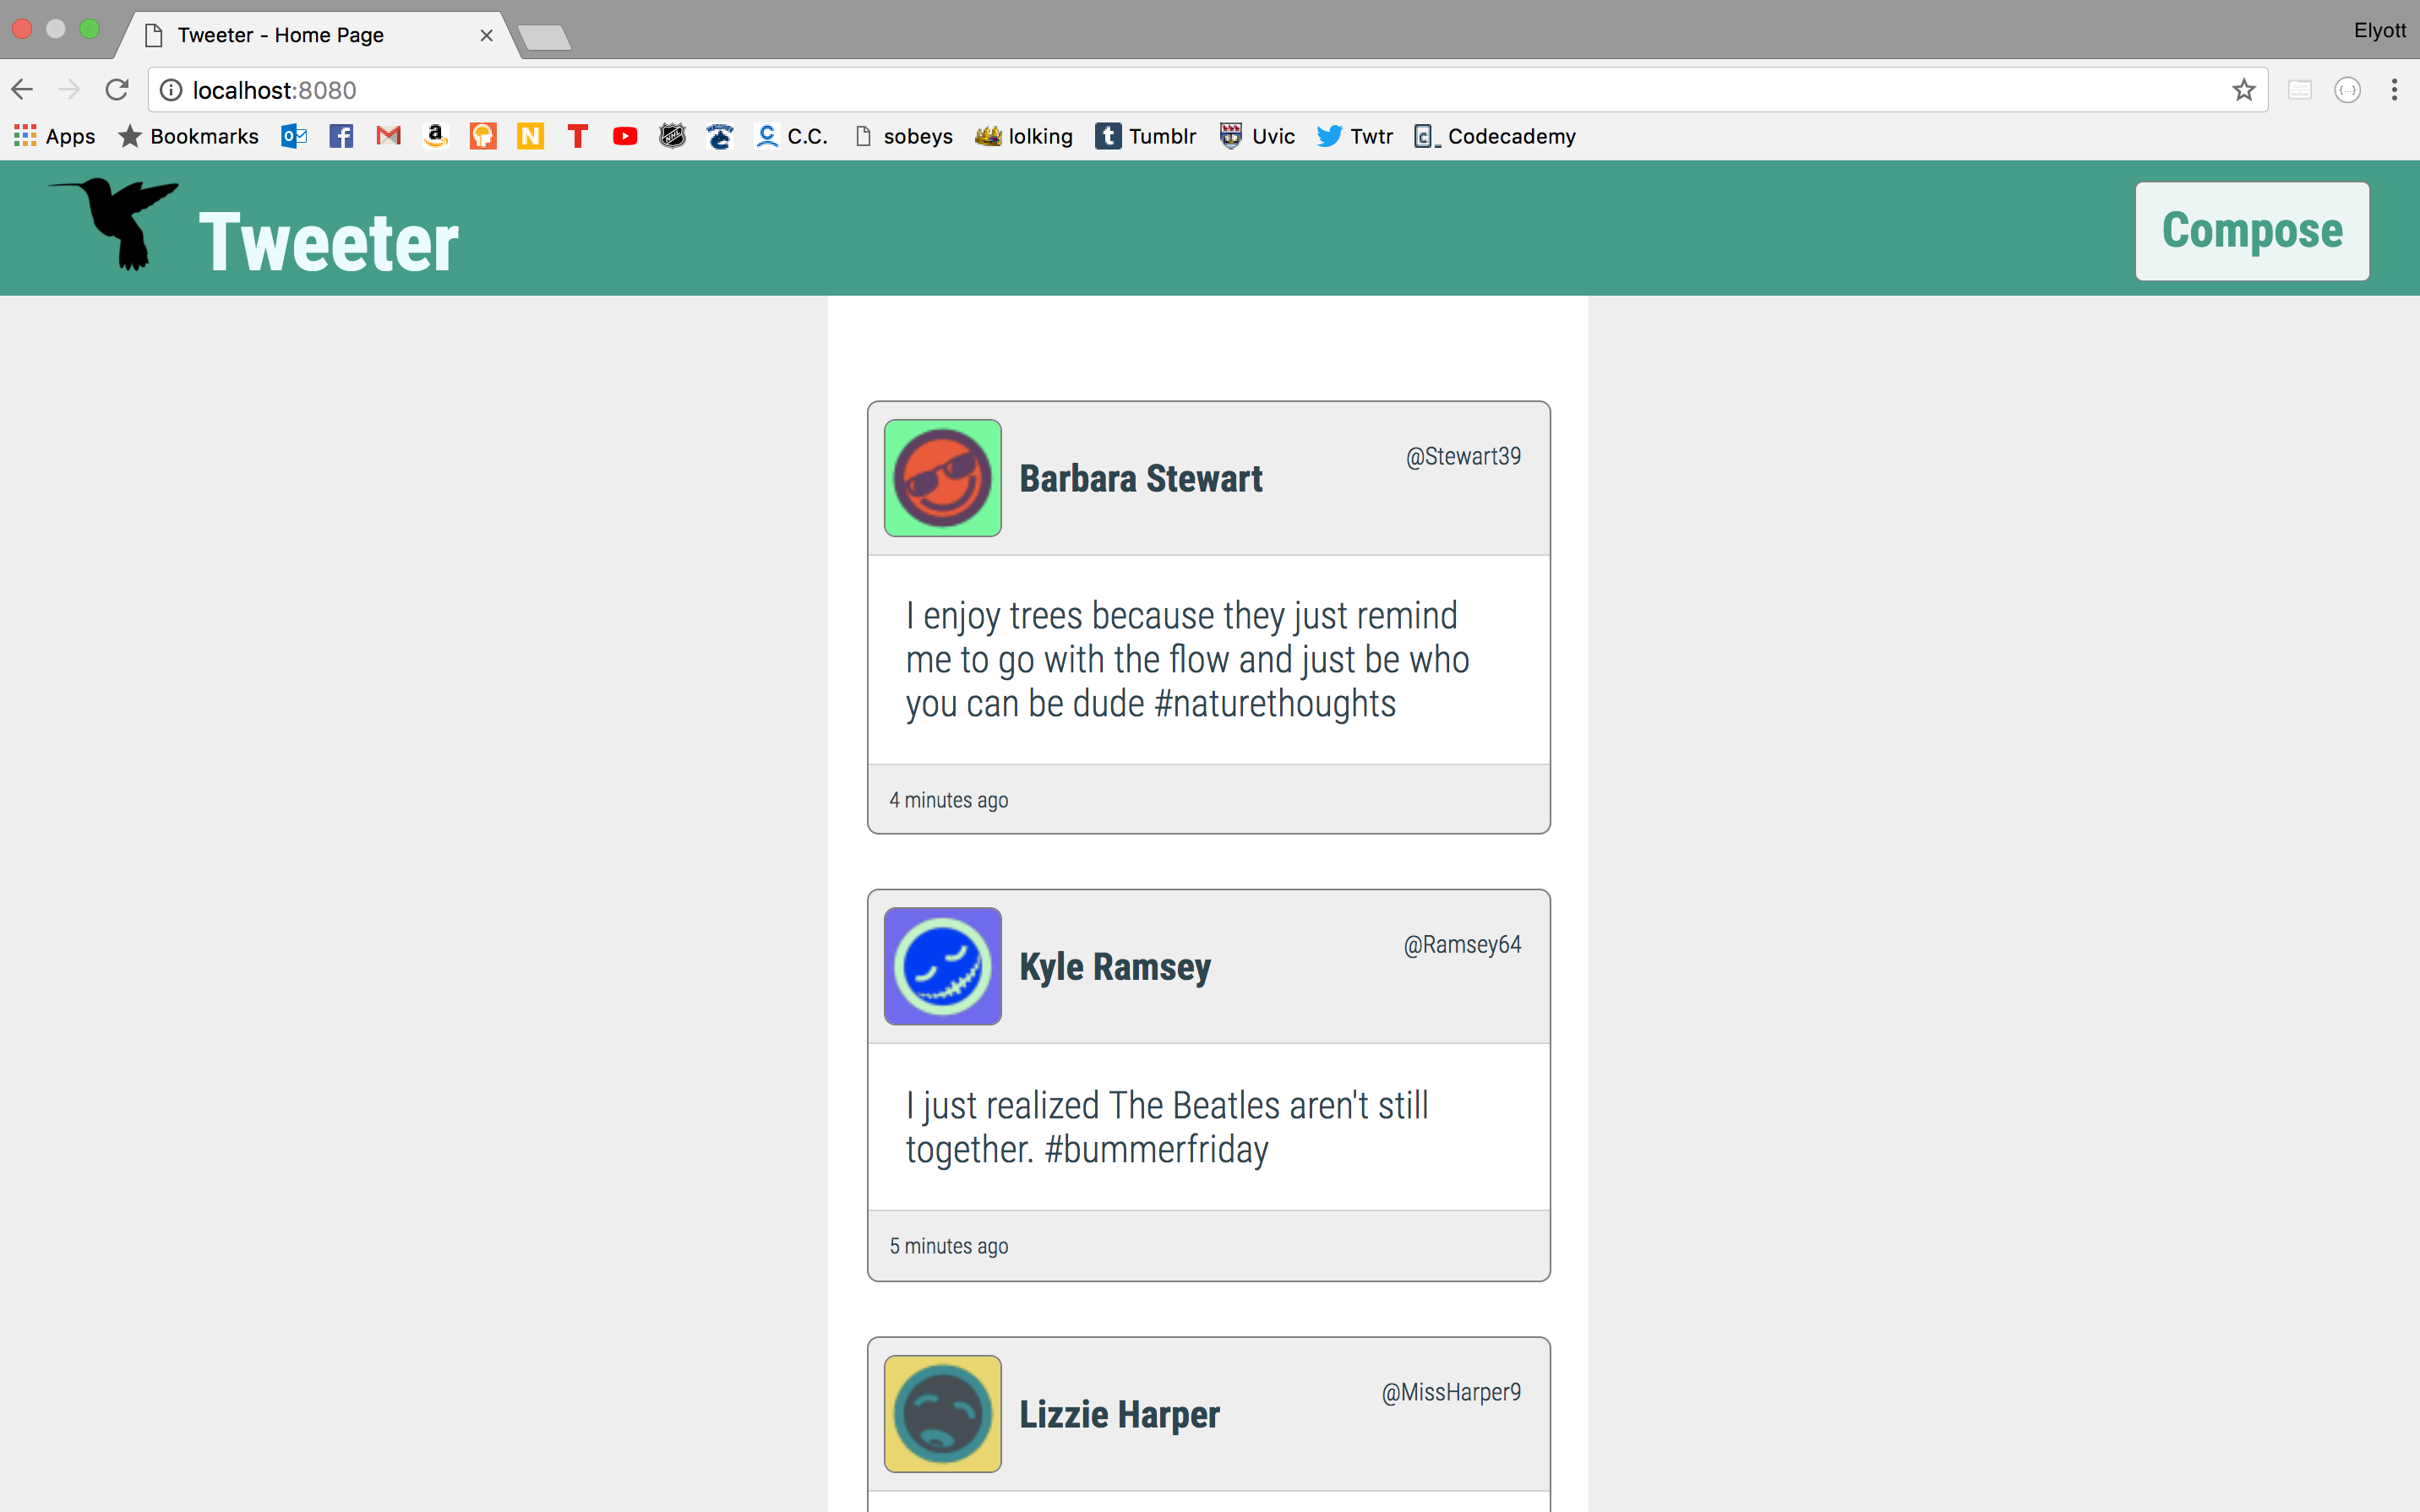 Tweeter - Home Page
Elyott
localhost:8080
Apps Bookmarks C.C. sobeys lolking Tumblr Uvic Twtr Codecademy
Tweeter
Compose
Barbara Stewart
@Stewart39
I enjoy trees because they just remind
me to go with the flow and just be who
you can be dude #naturethoughts
4 minutes ago
Kyle Ramsey
@Ramsey64
I just realized The Beatles aren't still
together. #bummerfriday
5 minutes ago
Lizzie Harper
@MissHarper9